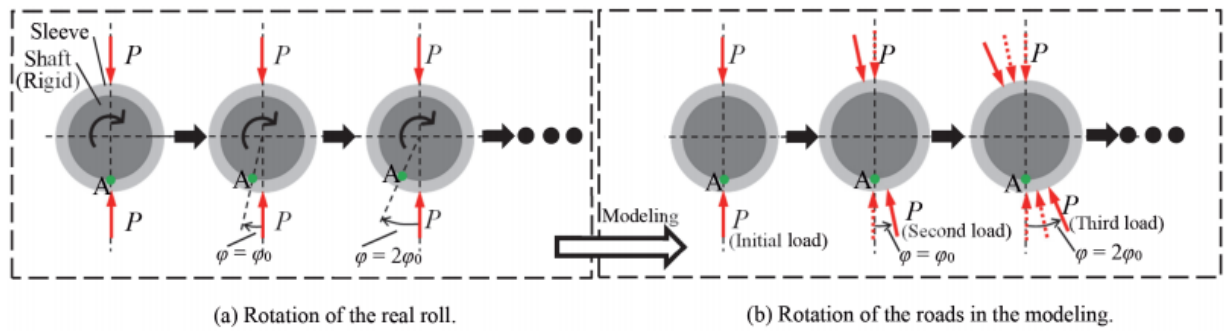 Sleeve
Shaft
(Rigid)
P
P
P
P
P
P
A
A
A
φ = φ₀
φ = 2φ₀
Modeling
P
P
P
A
A
A
P
(Initial load)
P
(Second load)
φ = φ₀
P
(Third load)
φ = 2φ₀
(a) Rotation of the real roll.
(b) Rotation of the roads in the modeling.